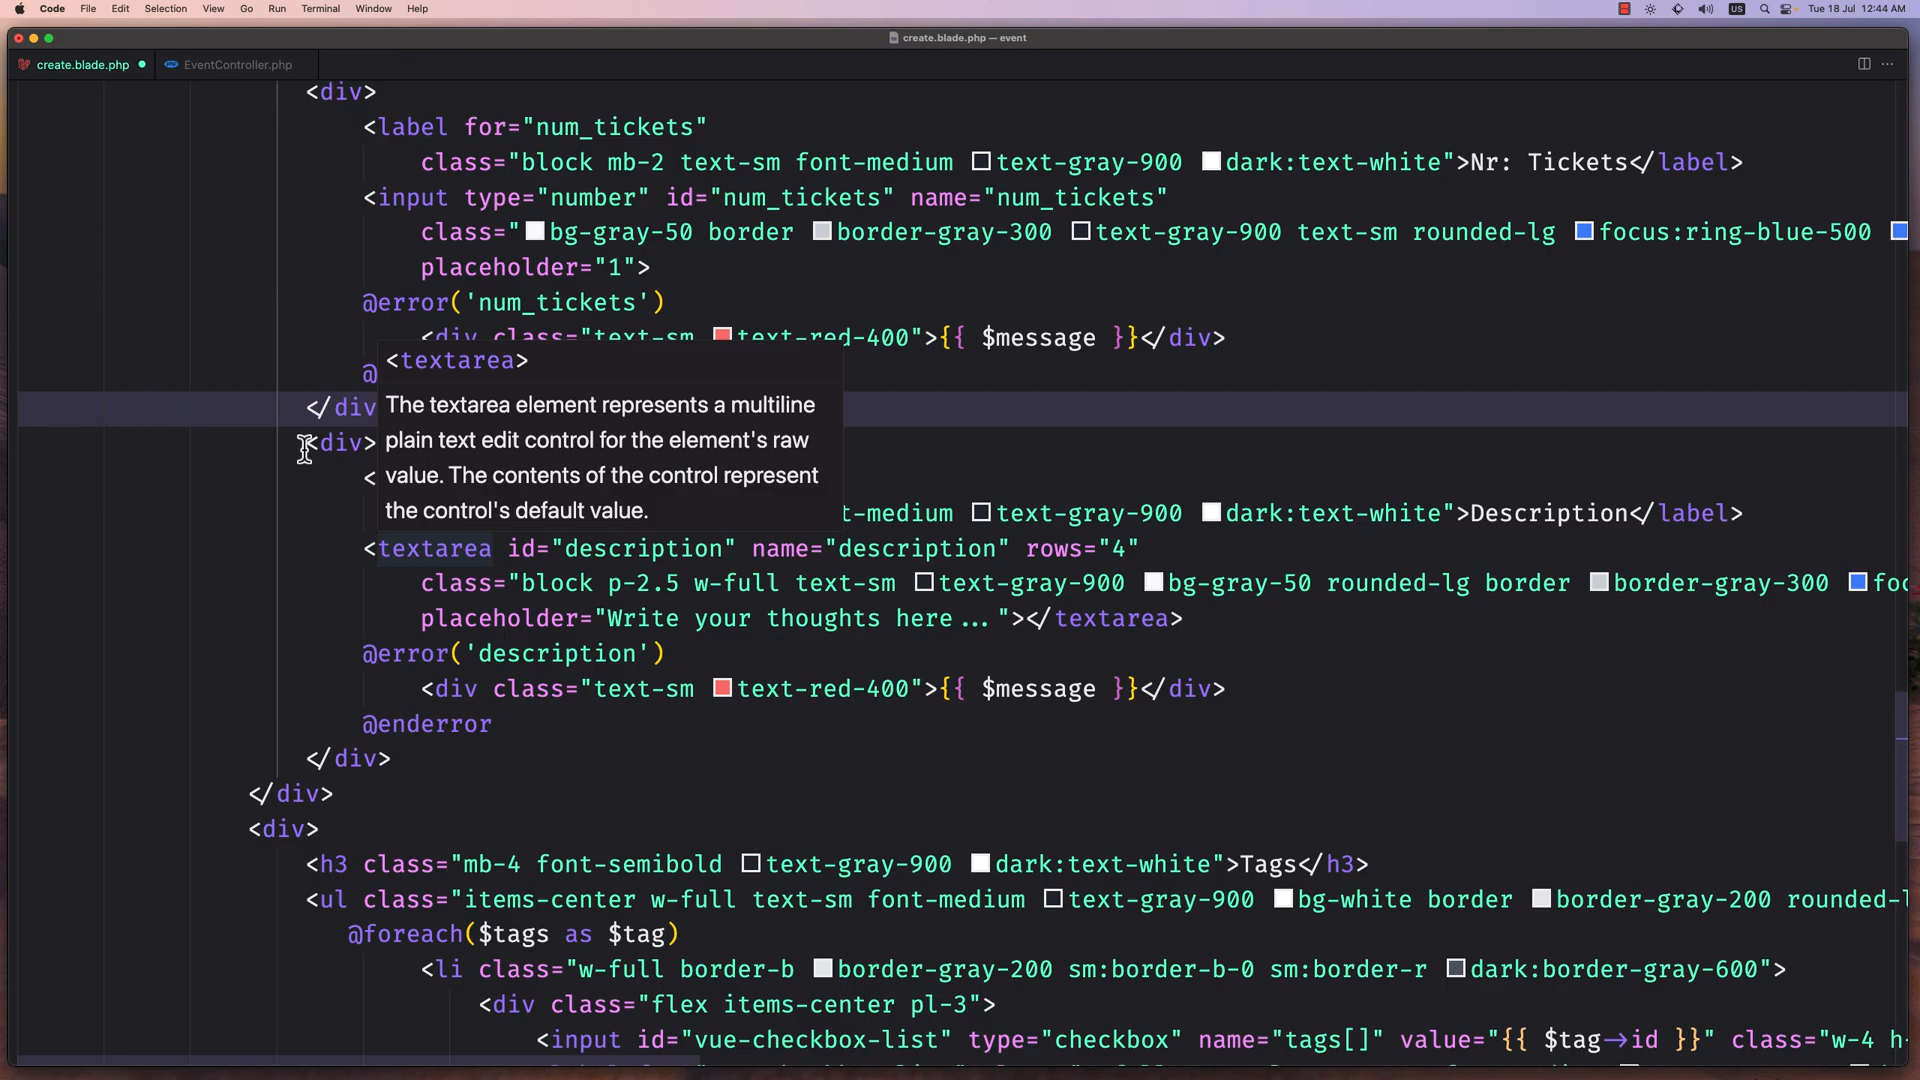 Code File Edit Selection View Go Run Terminal Window Help US Tue 18 Jul 12:44 AM
create.blade.php — event
create.blade.php EventController.php
<div>
<label for="num_tickets"
class="block mb-2 text-sm font-medium text-gray-900 dark:text-white">Nr: Tickets</label>
<input type="number" id="num_tickets" name="num_tickets"
class="bg-gray-50 border border-gray-300 text-gray-900 text-sm rounded-lg focus:ring-blue-500
placeholder="1">
@error('num_tickets')
<div class="text-sm text-red-400">{{ $message }}</div>
<textarea>
@
</div
The textarea element represents a multiline
<div>
plain text edit control for the element's raw
<
value. The contents of the control represent
the control's default value.
t-medium text-gray-900 dark:text-white">Description</label>
<textarea id="description" name="description" rows="4"
class="block p-2.5 w-full text-sm text-gray-900 bg-gray-50 rounded-lg border border-gray-300 foc
placeholder="Write your thoughts here..."></textarea>
@error('description')
<div class="text-sm text-red-400">{{ $message }}</div>
@enderror
</div>
</div>
<div>
<h3 class="mb-4 font-semibold text-gray-900 dark:text-white">Tags</h3>
<ul class="items-center w-full text-sm font-medium text-gray-900 bg-white border border-gray-200 rounded-l
@foreach($tags as $tag)
<li class="w-full border-b border-gray-200 sm:border-b-0 sm:border-r dark:border-gray-600">
<div class="flex items-center pl-3">
<input id="vue-checkbox-list" type="checkbox" name="tags[]" value="{{ $tag->id }}" class="w-4 h-